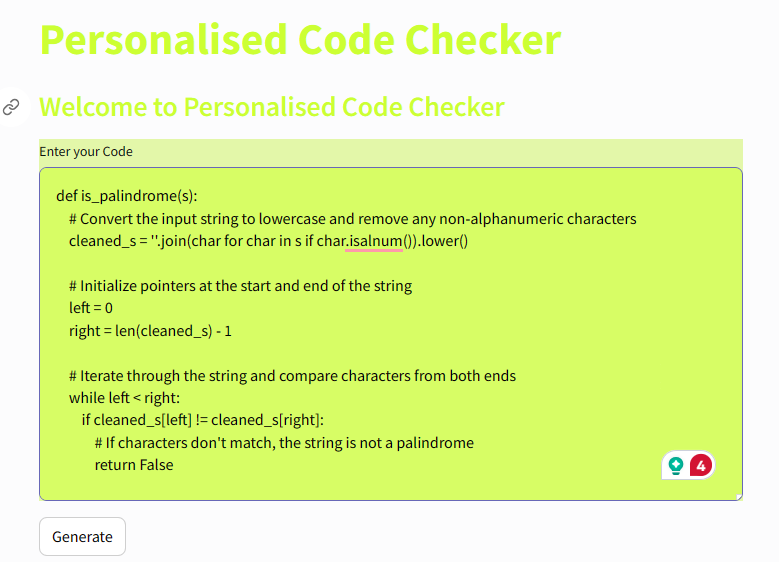 Personalised Code Checker
Welcome to Personalised Code Checker
Enter your Code
def is_palindrome(s):
    # Convert the input string to lowercase and remove any non-alphanumeric characters
    cleaned_s = ''.join(char for char in s if char.isalnum()).lower()
    # Initialize pointers at the start and end of the string
    left = 0
    right = len(cleaned_s) - 1
    # Iterate through the string and compare characters from both ends
    while left < right:
        if cleaned_s[left] != cleaned_s[right]:
            # If characters don't match, the string is not a palindrome
            return False
4
Generate